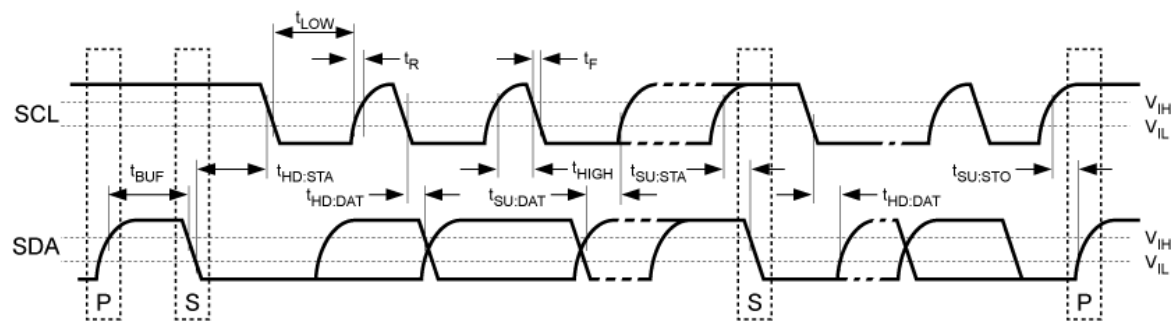 tLOW
tR
tF
SCL
VIH
VIL
tBUF
tHD:STA
tHIGH
tSU:STA
tSU:STO
tHD:DAT
tSU:DAT
tHD:DAT
SDA
VIH
VIL
P
S
S
P